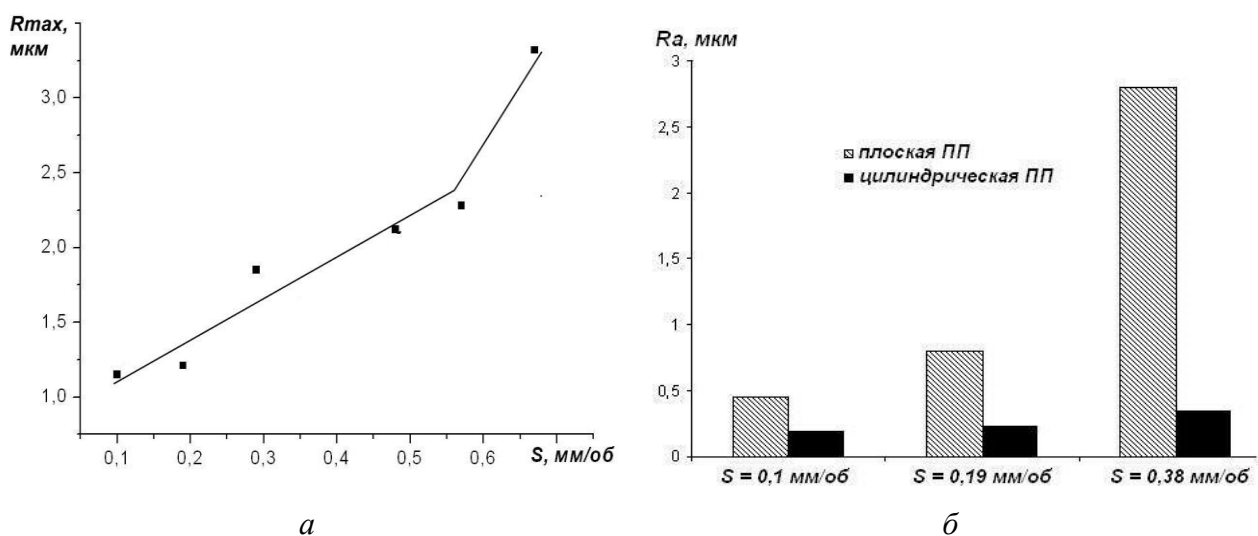 Rmax,
мкм
3,0
2,5
2,0
1,5
1,0
0,1 0,2 0,3 0,4 0,5 0,6 S, мм/об
а
Ra, мкм
3
2,5
2
1,5
1
0,5
0
плоская ПП
цилиндрическая ПП
S = 0,1 мм/об S = 0,19 мм/об S = 0,38 мм/об
б